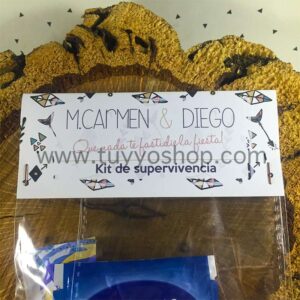 M.CARMEN & DIEGO
Que nada te fastidie la fiesta!
www.tuyyoshop.com
Kit de supervivencia